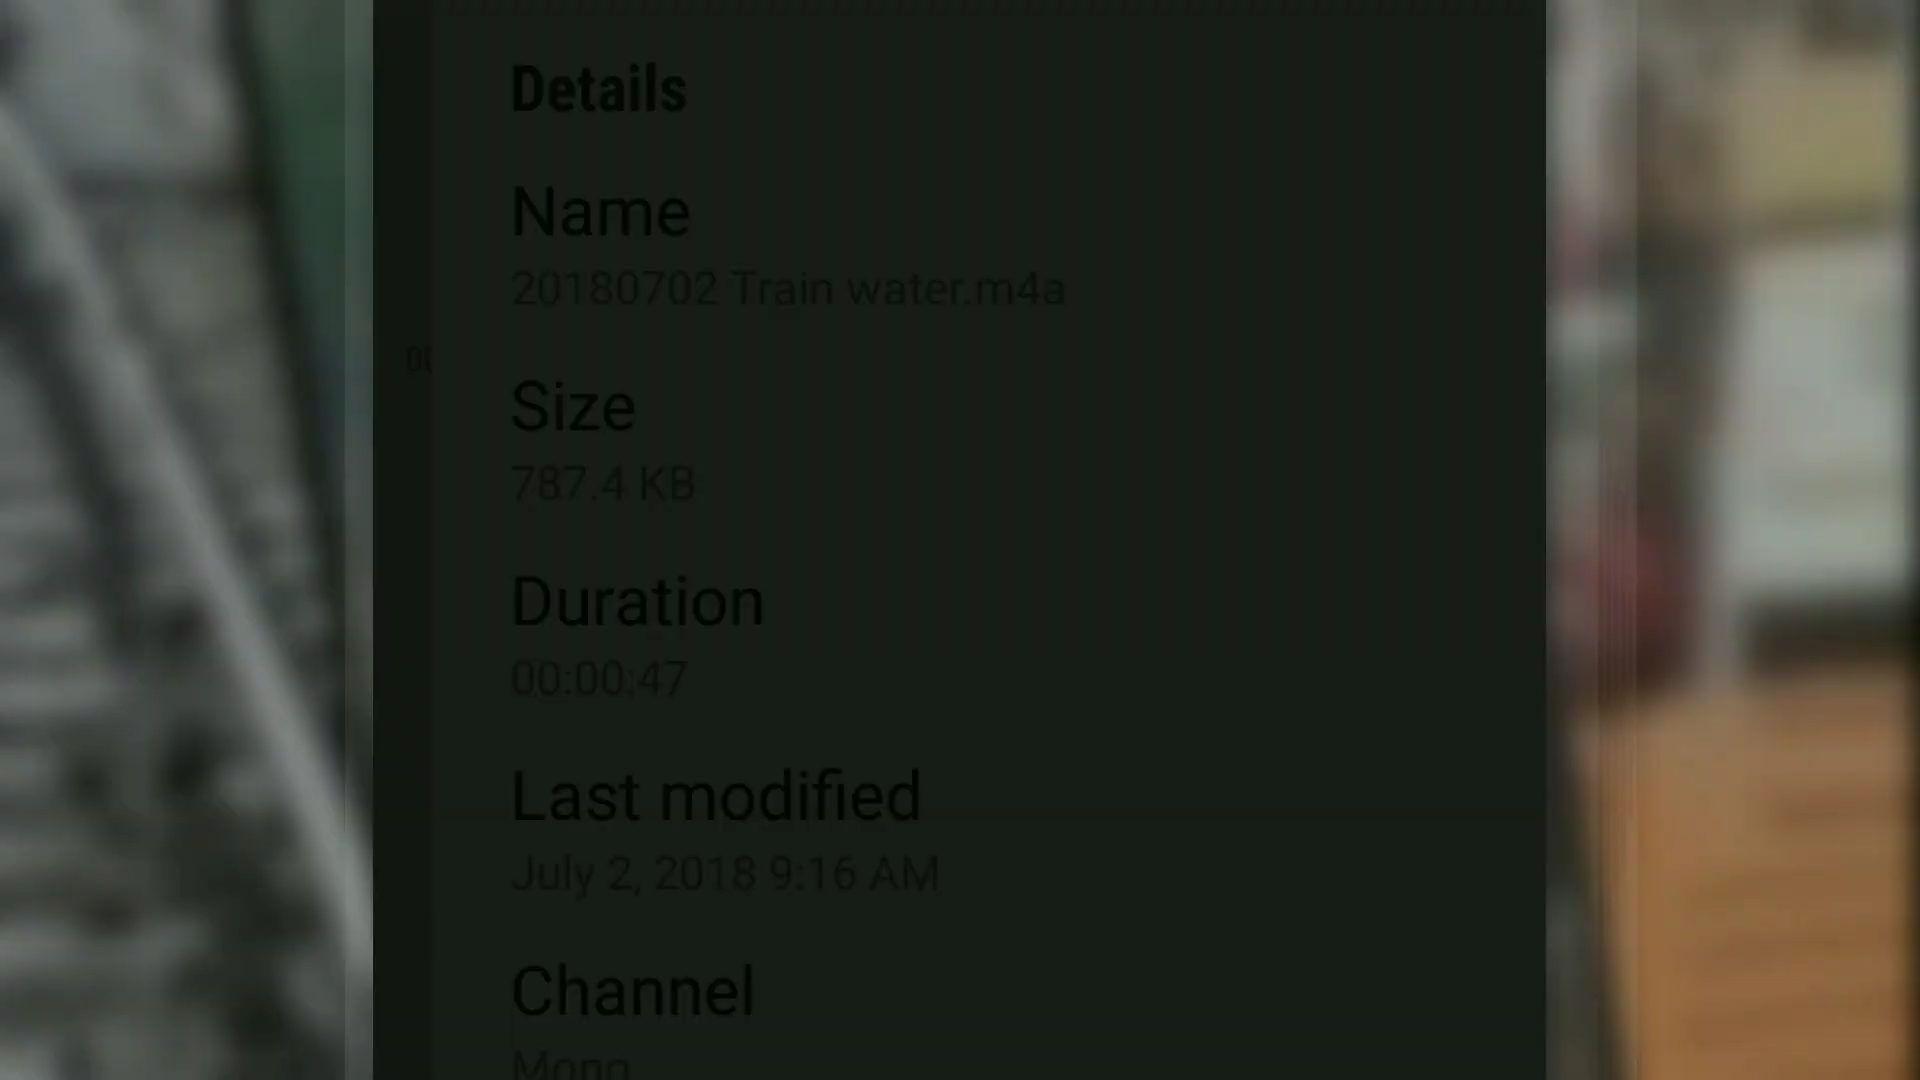 Details
Name
20180702 Train water.m4a
Size
787.4 KB
Duration
00:00:47
Last modified
July 2, 2018 9:16 AM
Channel
Mono